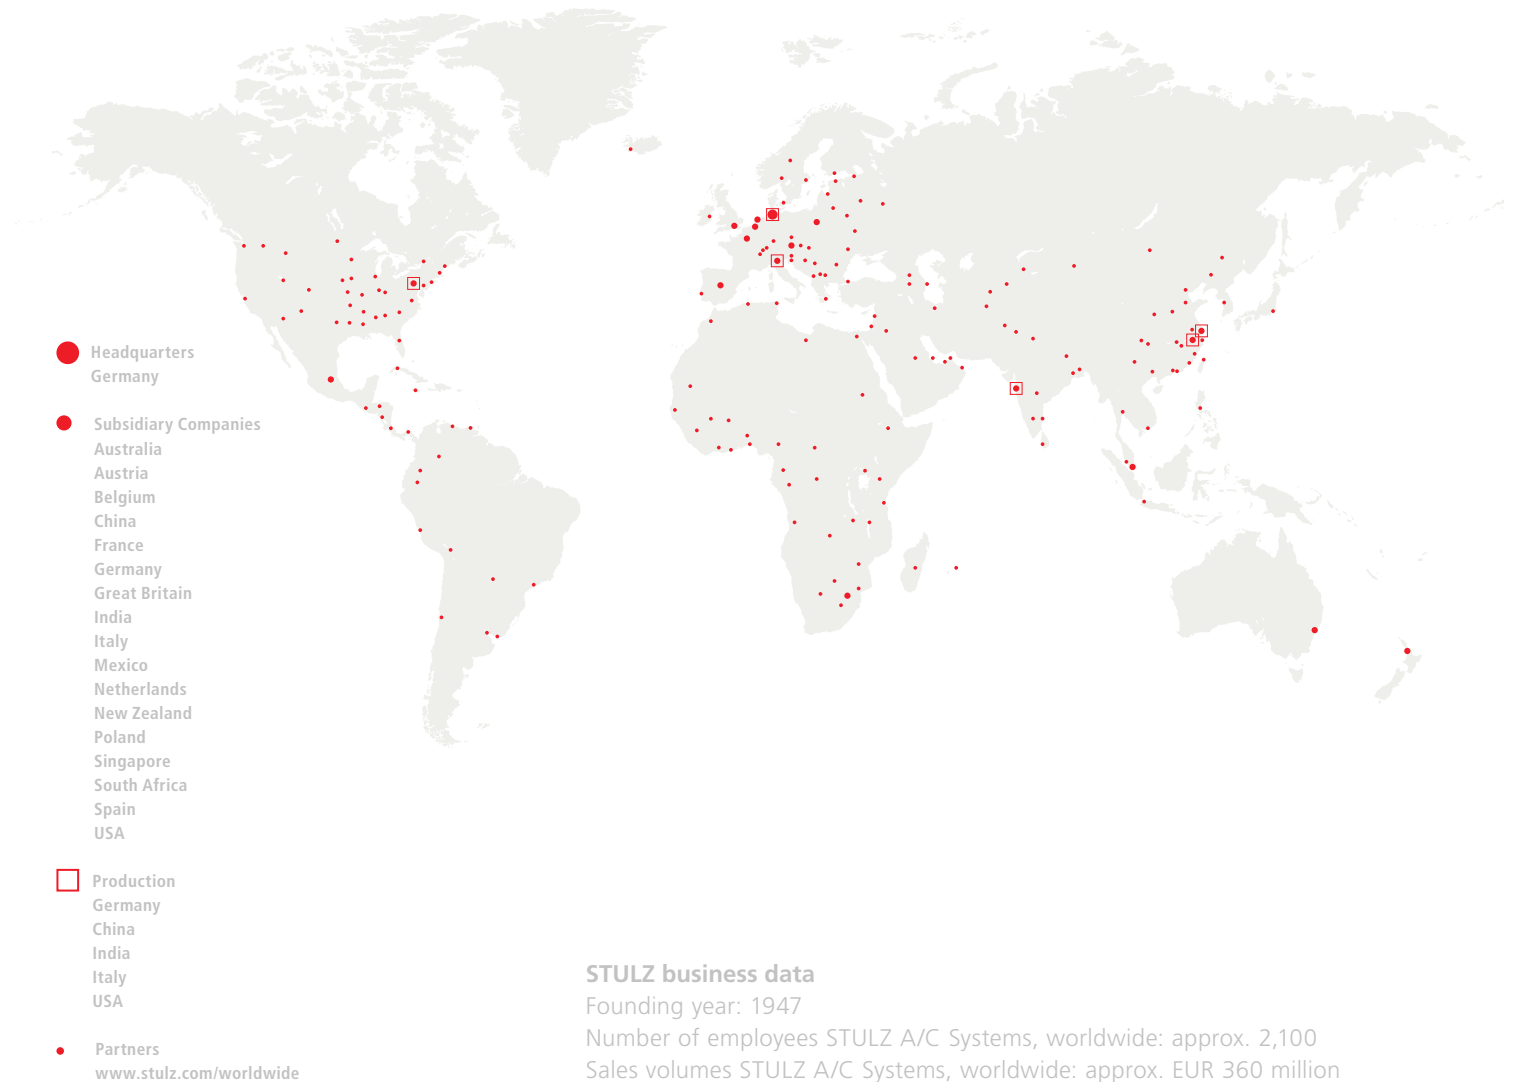 Headquarters
Germany
Subsidiary Companies
Australia
Austria
Belgium
China
France
Germany
Great Britain
India
Italy
Mexico
Netherlands
New Zealand
Poland
Singapore
South Africa
Spain
USA
Production
Germany
China
India
Italy
USA
Partners
www.stulz.com/worldwide
STULZ business data
Founding year: 1947
Number of employees STULZ A/C Systems, worldwide: approx. 2,100
Sales volumes STULZ A/C Systems, worldwide: approx. EUR 360 million